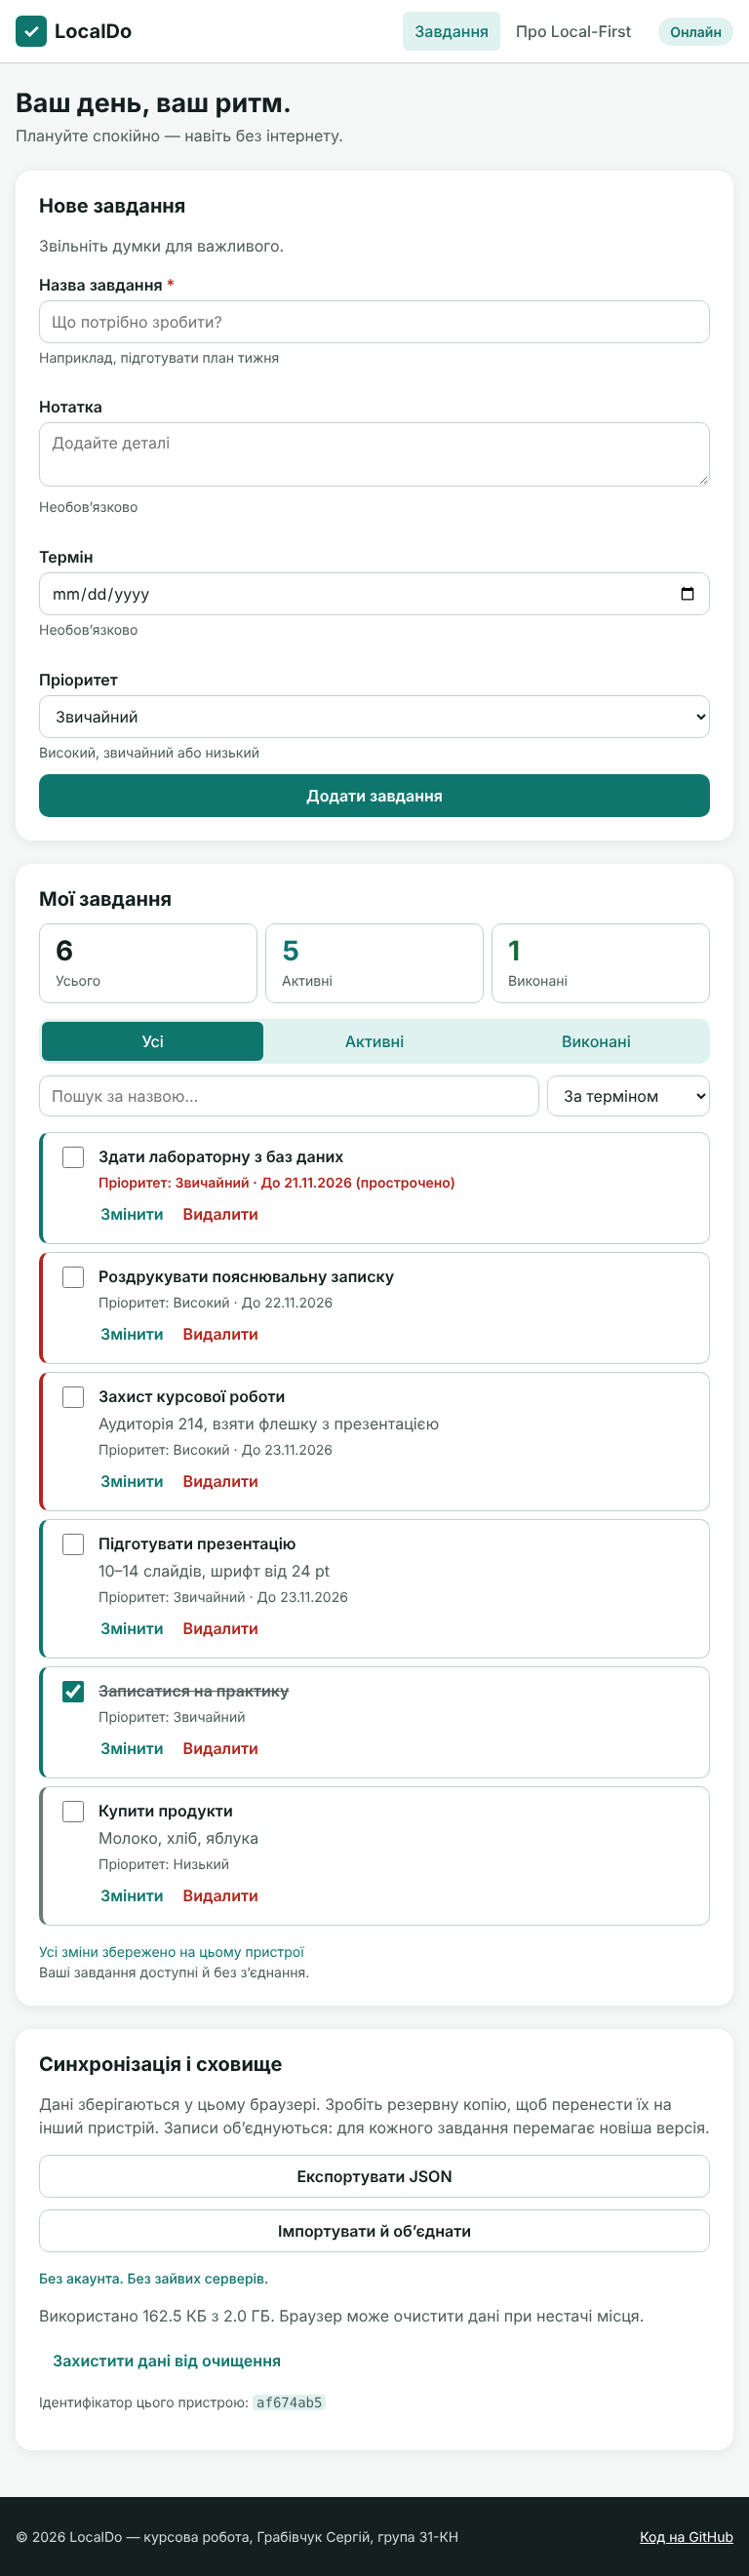 LocalDo
Завдання
Про Local-First
Онлайн
Ваш день, ваш ритм.
Плануйте спокійно — навіть без інтернету.
Нове завдання
Звільніть думки для важливого.
Назва завдання *
Що потрібно зробити?
Наприклад, підготувати план тижня
Нотатка
Додайте деталі
Необов’язково
Термін
mm/dd/yyyy
Необов’язково
Пріоритет
Звичайний
Високий, звичайний або низький
Додати завдання
Мої завдання
6
Усього
5
Активні
1
Виконані
Усі
Активні
Виконані
Пошук за назвою...
За терміном
Здати лабораторну з баз даних
Пріоритет: Звичайний · До 21.11.2026 (прострочено)
Змінити Видалити
Роздрукувати пояснювальну записку
Пріоритет: Високий · До 22.11.2026
Змінити Видалити
Захист курсової роботи
Аудиторія 214, взяти флешку з презентацією
Пріоритет: Високий · До 23.11.2026
Змінити Видалити
Підготувати презентацію
10–14 слайдів, шрифт від 24 pt
Пріоритет: Звичайний · До 23.11.2026
Змінити Видалити
Записатися на практику
Пріоритет: Звичайний
Змінити Видалити
Купити продукти
Молоко, хліб, яблука
Пріоритет: Низький
Змінити Видалити
Усі зміни збережено на цьому пристрої
Ваші завдання доступні й без з’єднання.
Синхронізація і сховище
Дані зберігаються у цьому браузері. Зробіть резервну копію, щоб перенести їх на
інший пристрій. Записи об’єднуються: для кожного завдання перемагає новіша версія.
Експортувати JSON
Імпортувати й об’єднати
Без акаунта. Без зайвих серверів.
Використано 162.5 КБ з 2.0 ГБ. Браузер може очистити дані при нестачі місця.
Захистити дані від очищення
Ідентифікатор цього пристрою: af674ab5
© 2026 LocalDo — курсова робота, Грабівчук Сергій, група 31-КН
Код на GitHub